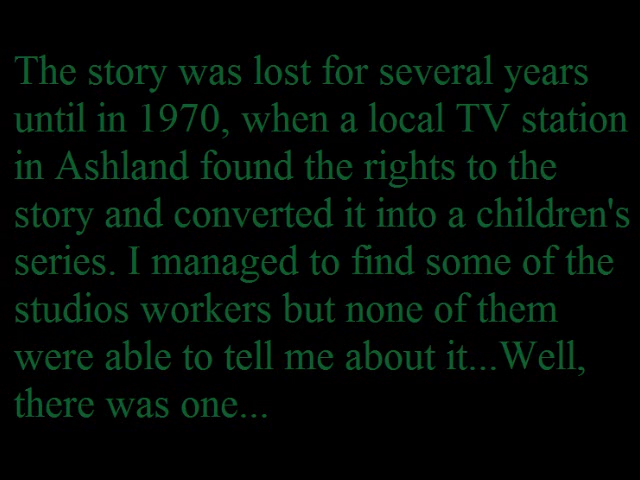 The story was lost for several years
until in 1970, when a local TV station
in Ashland found the rights to the
story and converted it into a children's
series. I managed to find some of the
studios workers but none of them
were able to tell me about it...Well,
there was one...